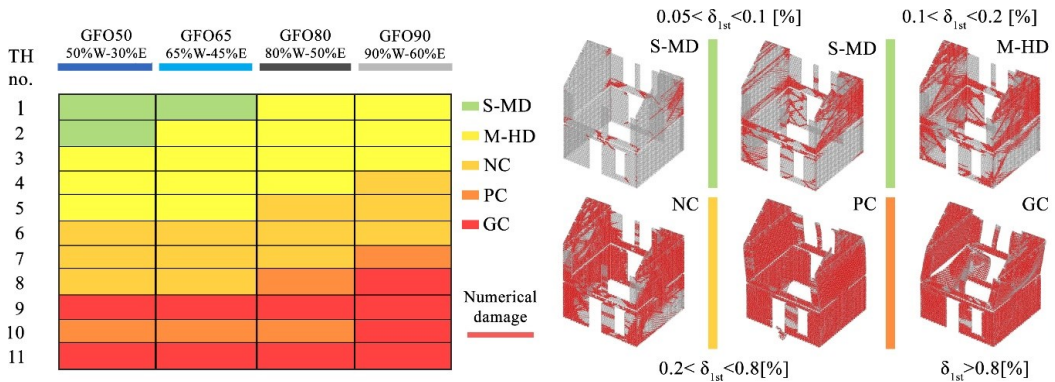 TH
no.
GFO50
50%W-30%E
GFO65
65%W-45%E
GFO80
80%W-50%E
GFO90
90%W-60%E
1
2
3
4
5
6
7
8
9
10
11
S-MD
M-HD
NC
PC
GC
Numerical
damage
0.05< δ1st<0.1 [%]
0.1< δ1st<0.2 [%]
S-MD
S-MD
M-HD
NC
PC
GC
0.2< δ1st<0.8[%]
δ1st>0.8[%]